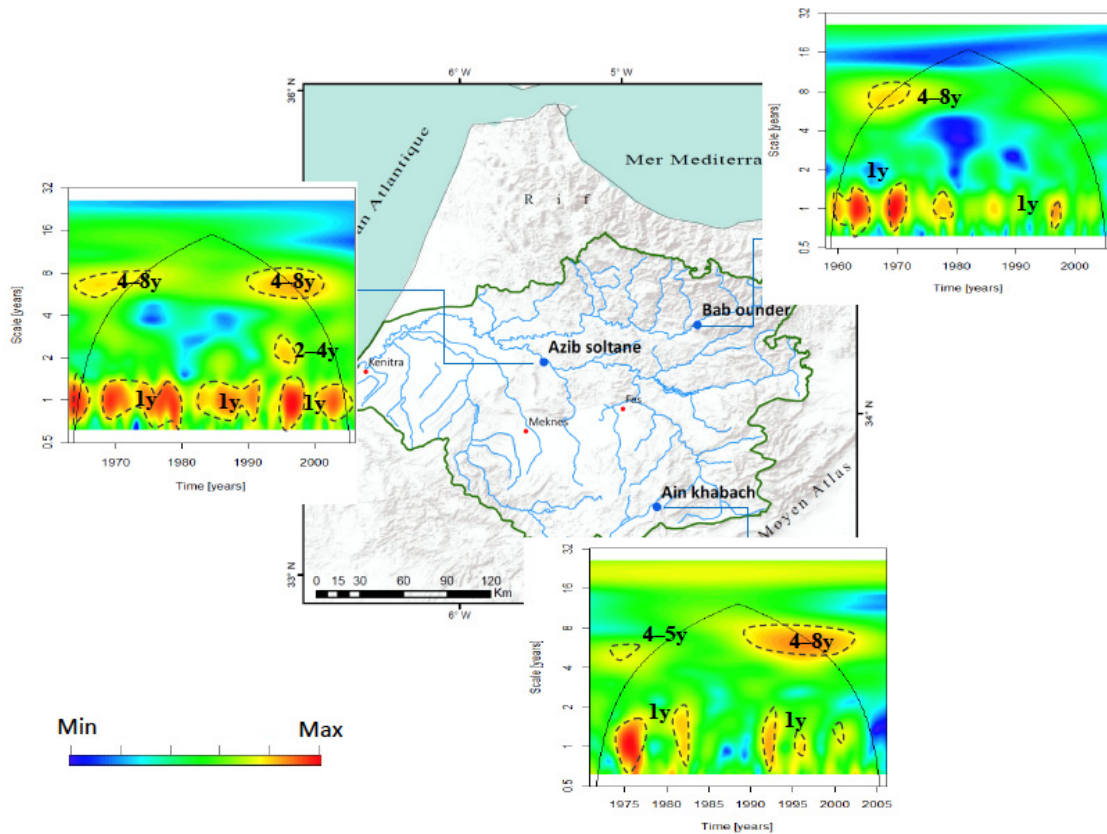 6° W
5° W
36° N
an Atlantique
Mer Mediterra
R i f
Bab ounder
Azib soltane
Kenitra
Fes
Meknes
Ain khabach
Moyen Atlas
34° N
33° N
0 15 30 60 90 120
Km
6° W
32
16
8
4
2
1
0.5
Scale [years]
4–8y
1y
1y
1960 1970 1980 1990 2000
Time [years]
32
16
8
4
2
1
0.5
Scale [years]
4–8y
4–8y
2–4y
1y
1y
1y
1970 1980 1990 2000
Time [years]
32
16
8
4
2
1
0.5
Scale [years]
4–5y
4–8y
1y
1y
1975 1980 1985 1990 1995 2000 2005
Time [years]
Min
Max